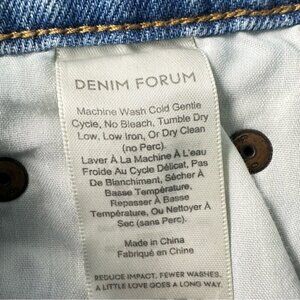 DENIM FORUM
Machine Wash Cold Gentle
Cycle, No Bleach, Tumble Dry
Low, Low Iron, Or Dry Clean
(no Perc).
Laver À La Machine À L'eau
Froide Au Cycle Délicat, Pas
De Blanchiment, Sécher À
Basse Température,
Repasser À Basse
Température, Ou Nettoyer À
Sec (sans Perc).
Made in China
Fabriqué en Chine
REDUCE IMPACT, FEWER WASHES,
A LITTLE LOVE GOES A LONG WAY.